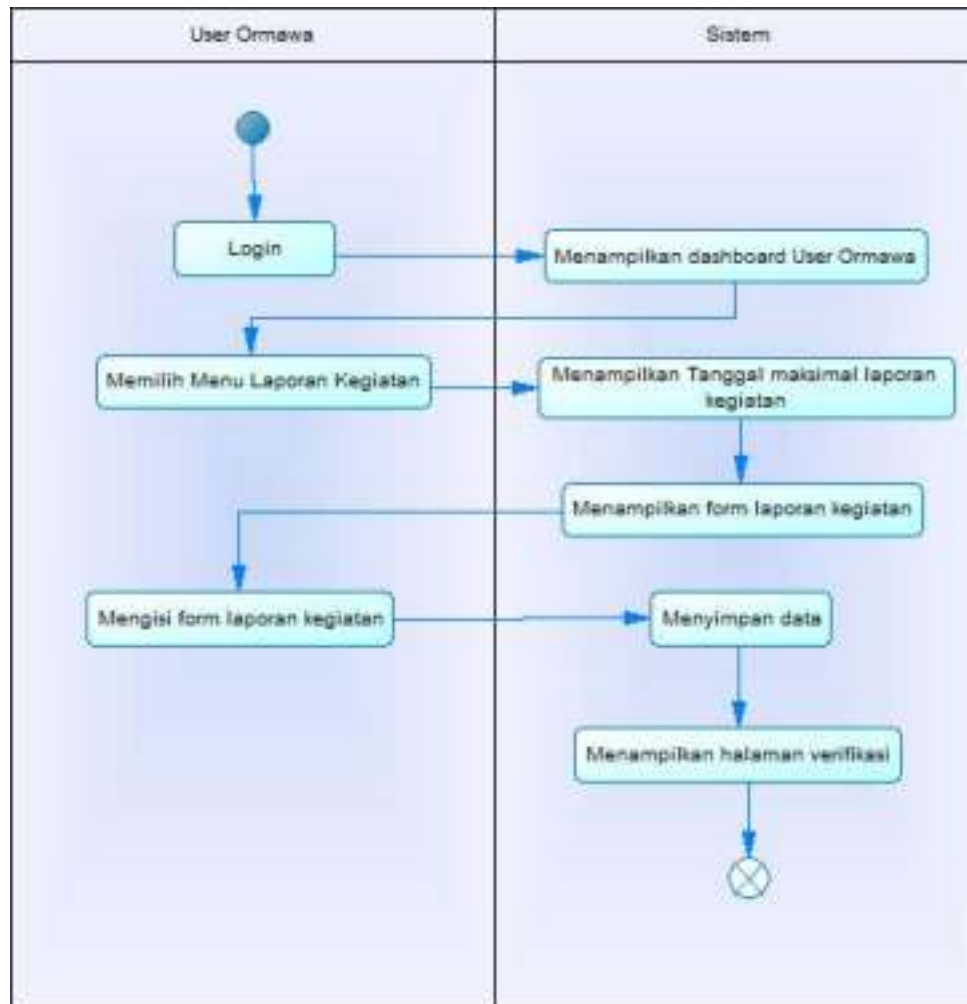 User Ormawa
Sistem
Login
Menampilkan dashboard User Ormawa
Memilih Menu Laporan Kegiatan
Menampilkan Tanggal maksimal laporan
kegiatan
Menampilkan form laporan kegiatan
Mengisi form laporan kegiatan
Menyimpan data
Menampilkan halaman verifikasi